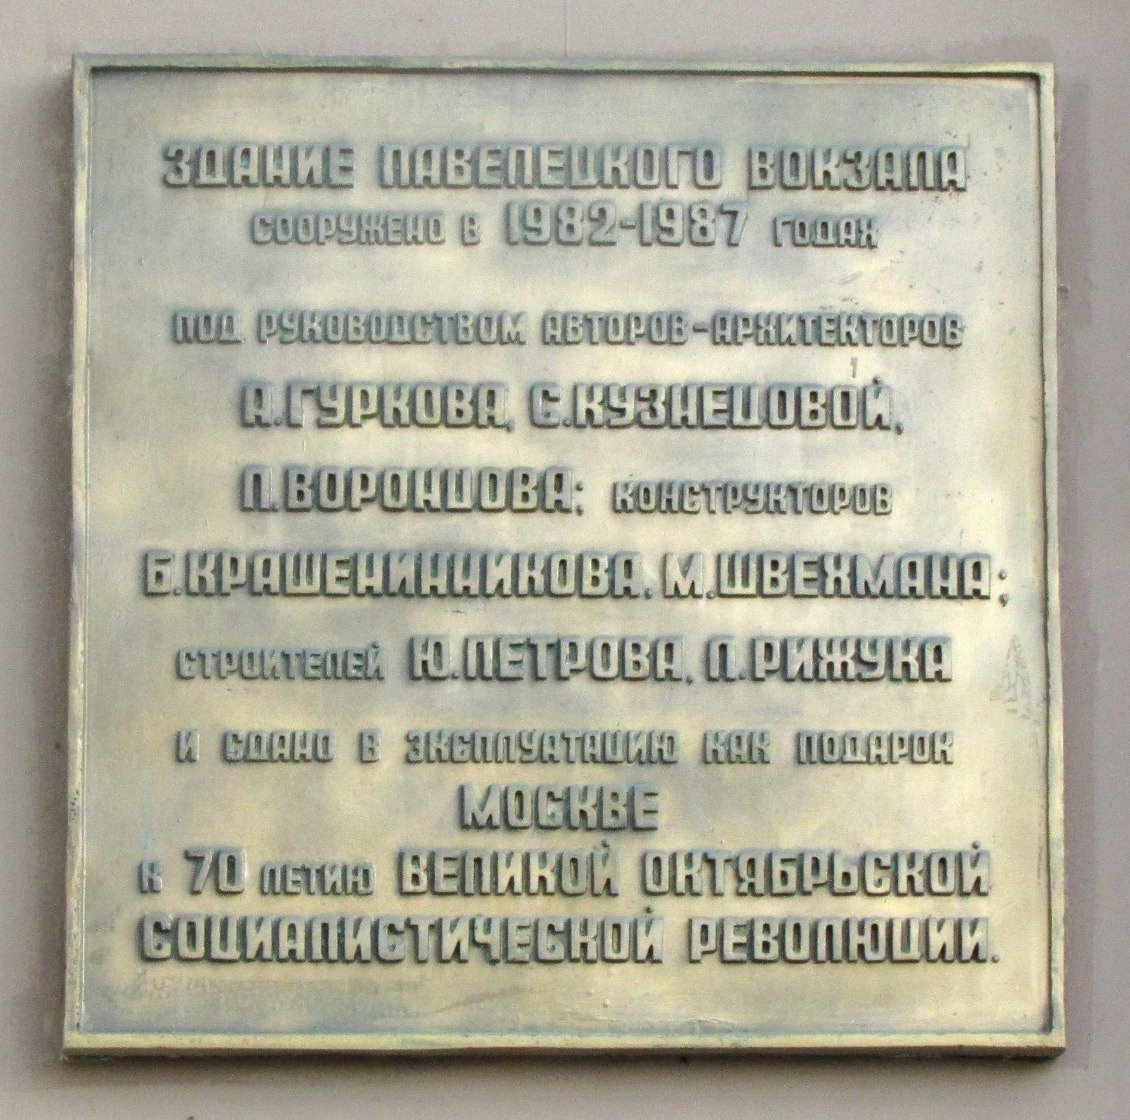 ЗДАНИЕ ПАВЕЛЕЦКОГО ВОКЗАЛА
СООРУЖЕНО В 1982-1987 ГОДАХ
ПОД РУКОВОДСТВОМ АВТОРОВ-АРХИТЕКТОРОВ
А.ГУРКОВА, С.КУЗНЕЦОВОЙ,
Л.ВОРОНЦОВА; КОНСТРУКТОРОВ
Б.КРАШЕНИННИКОВА, М.ШВЕХМАНА;
СТРОИТЕЛЕЙ Ю.ПЕТРОВА, Л.РИЖУКА
И СДАНО В ЭКСПЛУАТАЦИЮ КАК ПОДАРОК
МОСКВЕ
К 70 ЛЕТИЮ ВЕЛИКОЙ ОКТЯБРЬСКОЙ
СОЦИАЛИСТИЧЕСКОЙ РЕВОЛЮЦИИ.